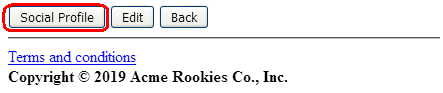 Social Profile Edit Back
Terms and conditions
Copyright © 2019 Acme Rookies Co., Inc.